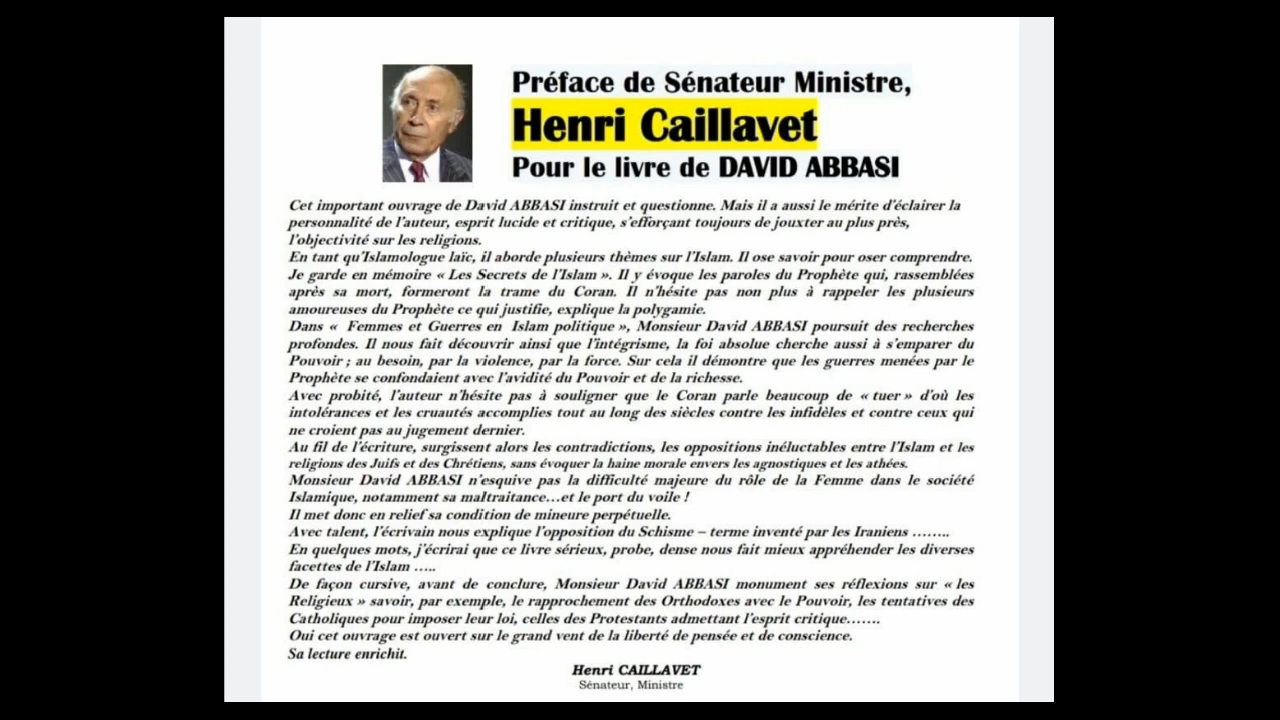 Préface de Sénateur Ministre,
Henri Caillavet
Pour le livre de DAVID ABBASI
Cet important ouvrage de David ABBASI instruit et questionne. Mais il a aussi le mérite d'éclairer la
personnalité de l'auteur, esprit lucide et critique, s'efforçant toujours de jouxter au plus près,
l'objectivité sur les religions.
En tant qu'Islamologue laïc, il aborde plusieurs thèmes sur l'Islam. Il ose savoir pour oser comprendre.
Je garde en mémoire « Les Secrets de l'Islam ». Il y évoque les paroles du Prophète qui, rassemblées
après sa mort, formeront la trame du Coran. Il n'hésite pas non plus à rappeler les plusieurs
amoureuses du Prophète ce qui justifie, explique la polygamie.
Dans « Femmes et Guerres en Islam politique », Monsieur David ABBASI poursuit des recherches
profondes. Il nous fait découvrir ainsi que l'intégrisme, la foi absolue cherche aussi à s'emparer du
Pouvoir ; au besoin, par la violence, par la force. Sur cela il démontre que les guerres menées par le
Prophète se confondaient avec l'avidité du Pouvoir et de la richesse.
Avec probité, l'auteur n'hésite pas à souligner que le Coran parle beaucoup de « tuer » d'où les
intolérances et les cruautés accomplies tout au long des siècles contre les infidèles et contre ceux qui
ne croient pas au jugement dernier.
Au fil de l'écriture, surgissent alors les contradictions, les oppositions inéluctables entre l'Islam et les
religions des Juifs et des Chrétiens, sans évoquer la haine morale envers les agnostiques et les athées.
Monsieur David ABBASI n'esquive pas la difficulté majeure du rôle de la Femme dans le société
Islamique, notamment sa maltraitance…et le port du voile !
Il met donc en relief sa condition de mineure perpétuelle.
Avec talent, l'écrivain nous explique l'opposition du Schisme – terme inventé par les Iraniens ……..
En quelques mots, j'écrirai que ce livre sérieux, probe, dense nous fait mieux appréhender les diverses
facettes de l'Islam …..
De façon cursive, avant de conclure, Monsieur David ABBASI monument ses réflexions sur « les
Religieux » savoir, par exemple, le rapprochement des Orthodoxes avec le Pouvoir, les tentatives des
Catholiques pour imposer leur loi, celles des Protestants admettant l'esprit critique…….
Oui cet ouvrage est ouvert sur le grand vent de la liberté de pensée et de conscience.
Sa lecture enrichit.
Henri CAILLAVET
Sénateur, Ministre